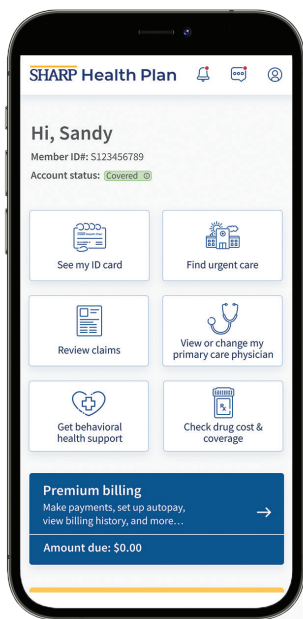 SHARP Health Plan
Hi, Sandy
Member ID#: S123456789
Account status: Covered
See my ID card
Find urgent care
Review claims
View or change my
primary care physician
Get behavioral
health support
Rx
Check drug cost &
coverage
Premium billing
Make payments, set up autopay,
view billing history, and more…
Amount due: $0.00